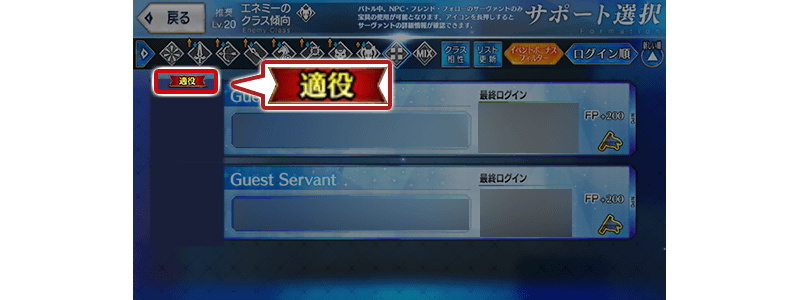 戻る
推奨
Lv.20
エネミーの
クラス傾向
Enemy Class
バトル中、NPC・フレンド・フォローのサーヴァントのみ
宝具の使用が可能となります。アイコンを長押しすると
サーヴァントの詳細情報が確認できます。
サポート選択
Formation
MIX
クラス
相性
リスト
更新
イベントボーナス
フィルター
ログイン順
新しい順
適役
適役
Gue
最終ログイン
FP+200
Guest Servant
最終ログイン
FP+200